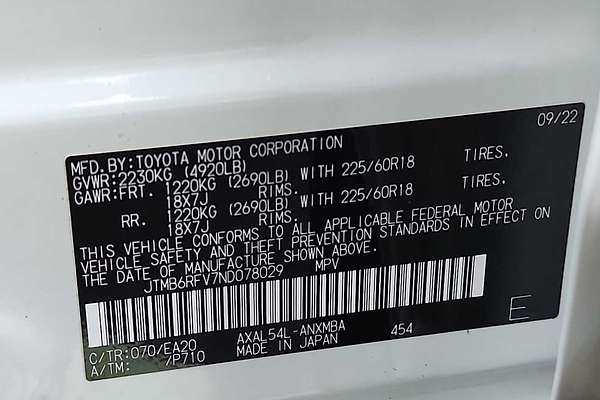 09/22
MFD.BY:TOYOTA MOTOR CORPORATION
GVWR:2230KG (4920LB)
GAWR:FRT. 1220KG (2690LB) WITH 225/60R18 TIRES.
18X7J RIMS.
RR. 1220KG (2690LB) WITH 225/60R18 TIRES.
18X7J RIMS.
THIS VEHICLE CONFORMS TO ALL APPLICABLE FEDERAL MOTOR
VEHICLE SAFETY AND THEFT PREVENTION STANDARDS IN EFFECT ON
THE DATE OF MANUFACTURE SHOWN ABOVE.
JTMB6RFV7ND078029 MPV
C/TR:070/EA20 AXAL54L-ANXMBA 454 E
A/TM: /P710 MADE IN JAPAN